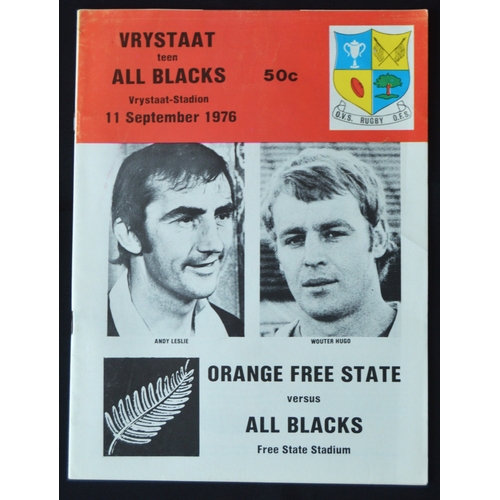 VRYSTAAT
teen
ALL BLACKS
50c
Vrystaat-Stadion
11 September 1976
O.V.S. RUGBY O.F.S.
ANDY LESLIE
WOUTER HUGO
ORANGE FREE STATE
versus
ALL BLACKS
Free State Stadium